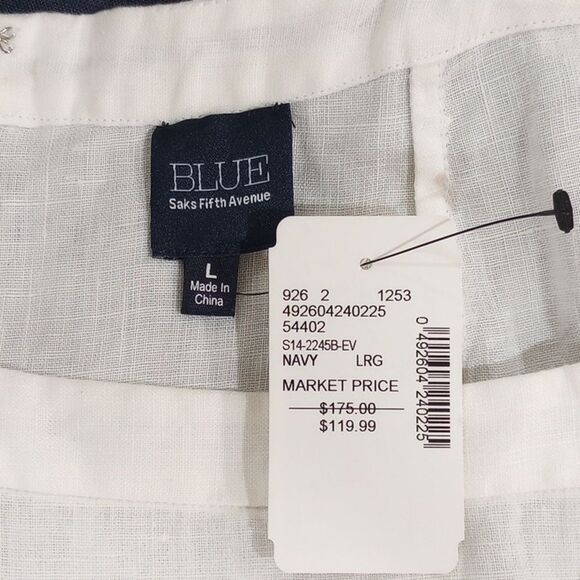 BLUE
Saks Fifth Avenue
L
Made In
China
926 2 1253
492604240225
54402
S14-2245B-EV
NAVY LRG
MARKET PRICE
$175.00
$119.99
0 492604 240225